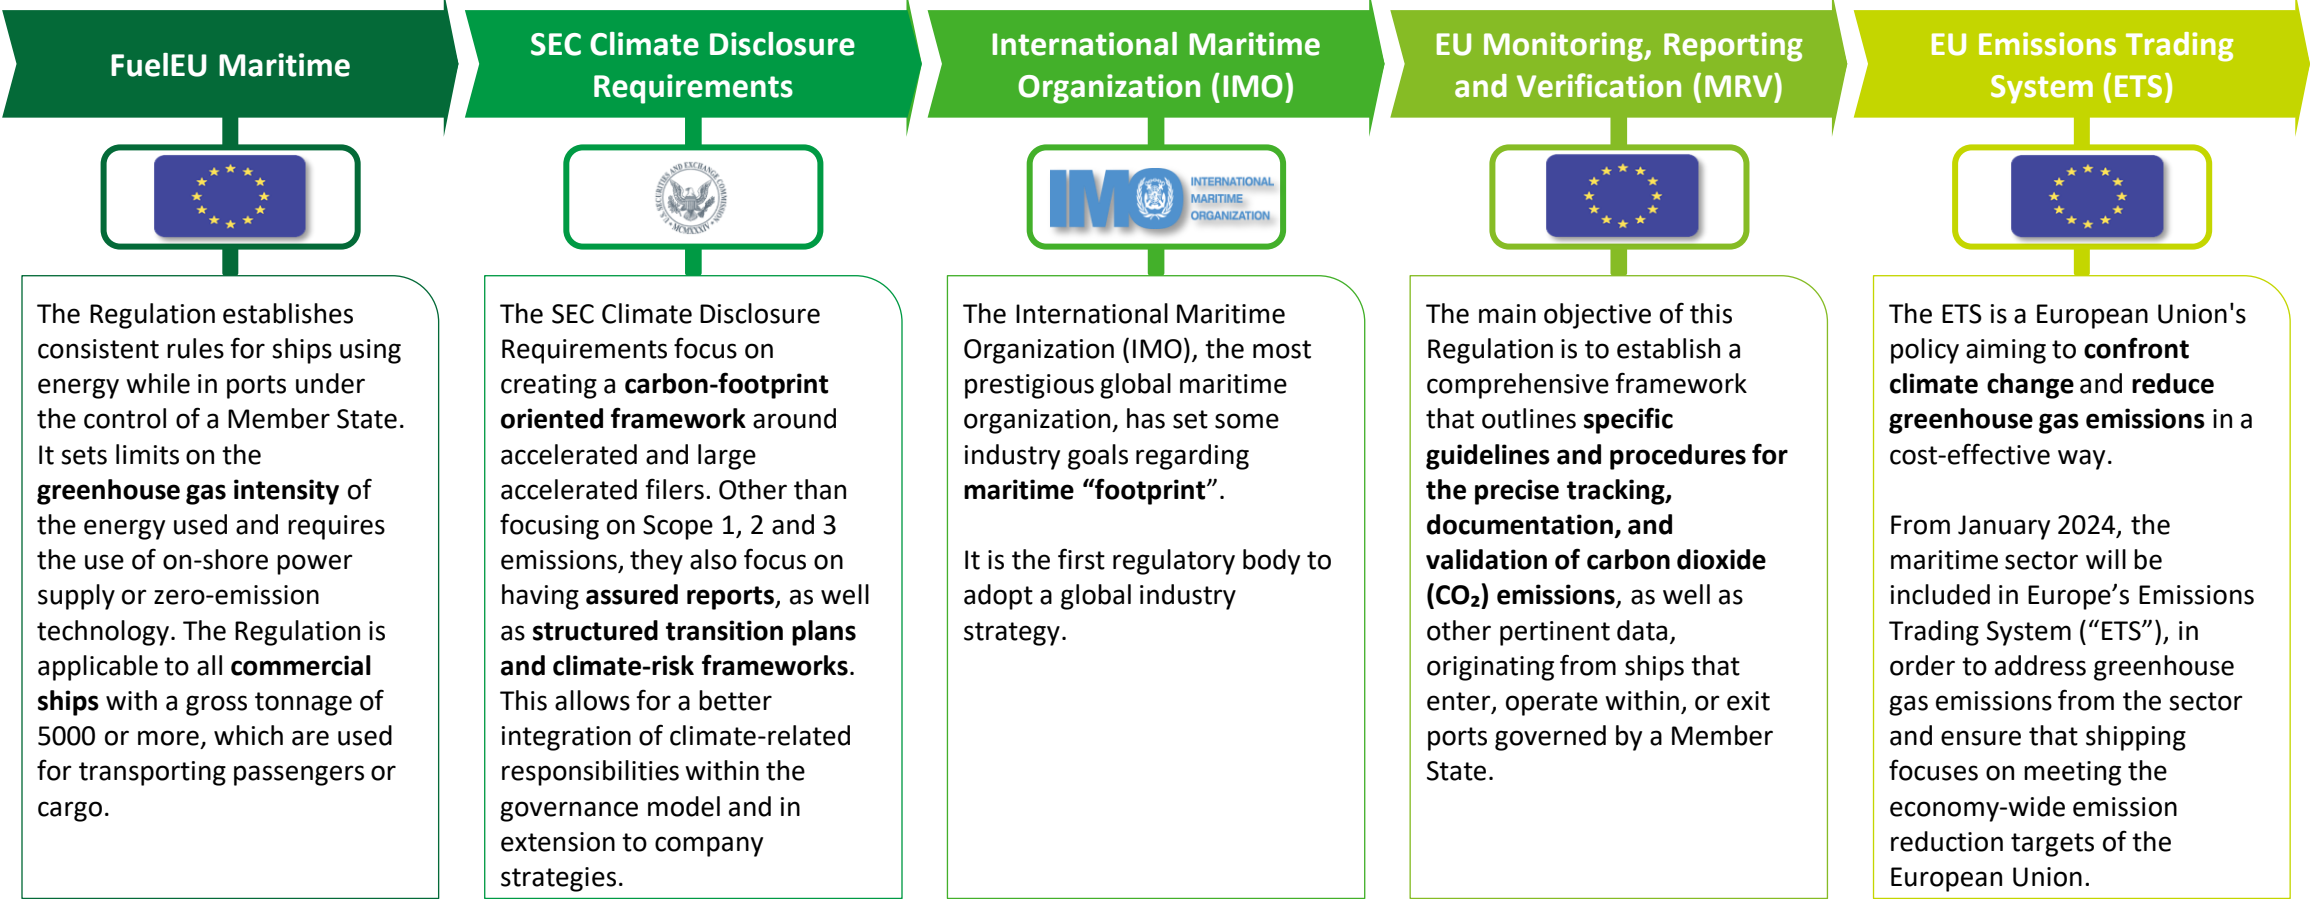 FuelEU Maritime
SEC Climate Disclosure
Requirements
International Maritime
Organization (IMO)
EU Monitoring, Reporting
and Verification (MRV)
EU Emissions Trading
System (ETS)
U.S. SECURITIES AND EXCHANGE COMMISSION
MCMXXXIV
IMO
INTERNATIONAL
MARITIME
ORGANIZATION
The Regulation establishes
consistent rules for ships using
energy while in ports under
the control of a Member State.
It sets limits on the
greenhouse gas intensity of
the energy used and requires
the use of on-shore power
supply or zero-emission
technology. The Regulation is
applicable to all commercial
ships with a gross tonnage of
5000 or more, which are used
for transporting passengers or
cargo.
The SEC Climate Disclosure
Requirements focus on
creating a carbon-footprint
oriented framework around
accelerated and large
accelerated filers. Other than
focusing on Scope 1, 2 and 3
emissions, they also focus on
having assured reports, as well
as structured transition plans
and climate-risk frameworks.
This allows for a better
integration of climate-related
responsibilities within the
governance model and in
extension to company
strategies.
The International Maritime
Organization (IMO), the most
prestigious global maritime
organization, has set some
industry goals regarding
maritime “footprint”.
It is the first regulatory body to
adopt a global industry
strategy.
The main objective of this
Regulation is to establish a
comprehensive framework
that outlines specific
guidelines and procedures for
the precise tracking,
documentation, and
validation of carbon dioxide
(CO₂) emissions, as well as
other pertinent data,
originating from ships that
enter, operate within, or exit
ports governed by a Member
State.
The ETS is a European Union's
policy aiming to confront
climate change and reduce
greenhouse gas emissions in a
cost-effective way.
From January 2024, the
maritime sector will be
included in Europe’s Emissions
Trading System (“ETS”), in
order to address greenhouse
gas emissions from the sector
and ensure that shipping
focuses on meeting the
economy-wide emission
reduction targets of the
European Union.